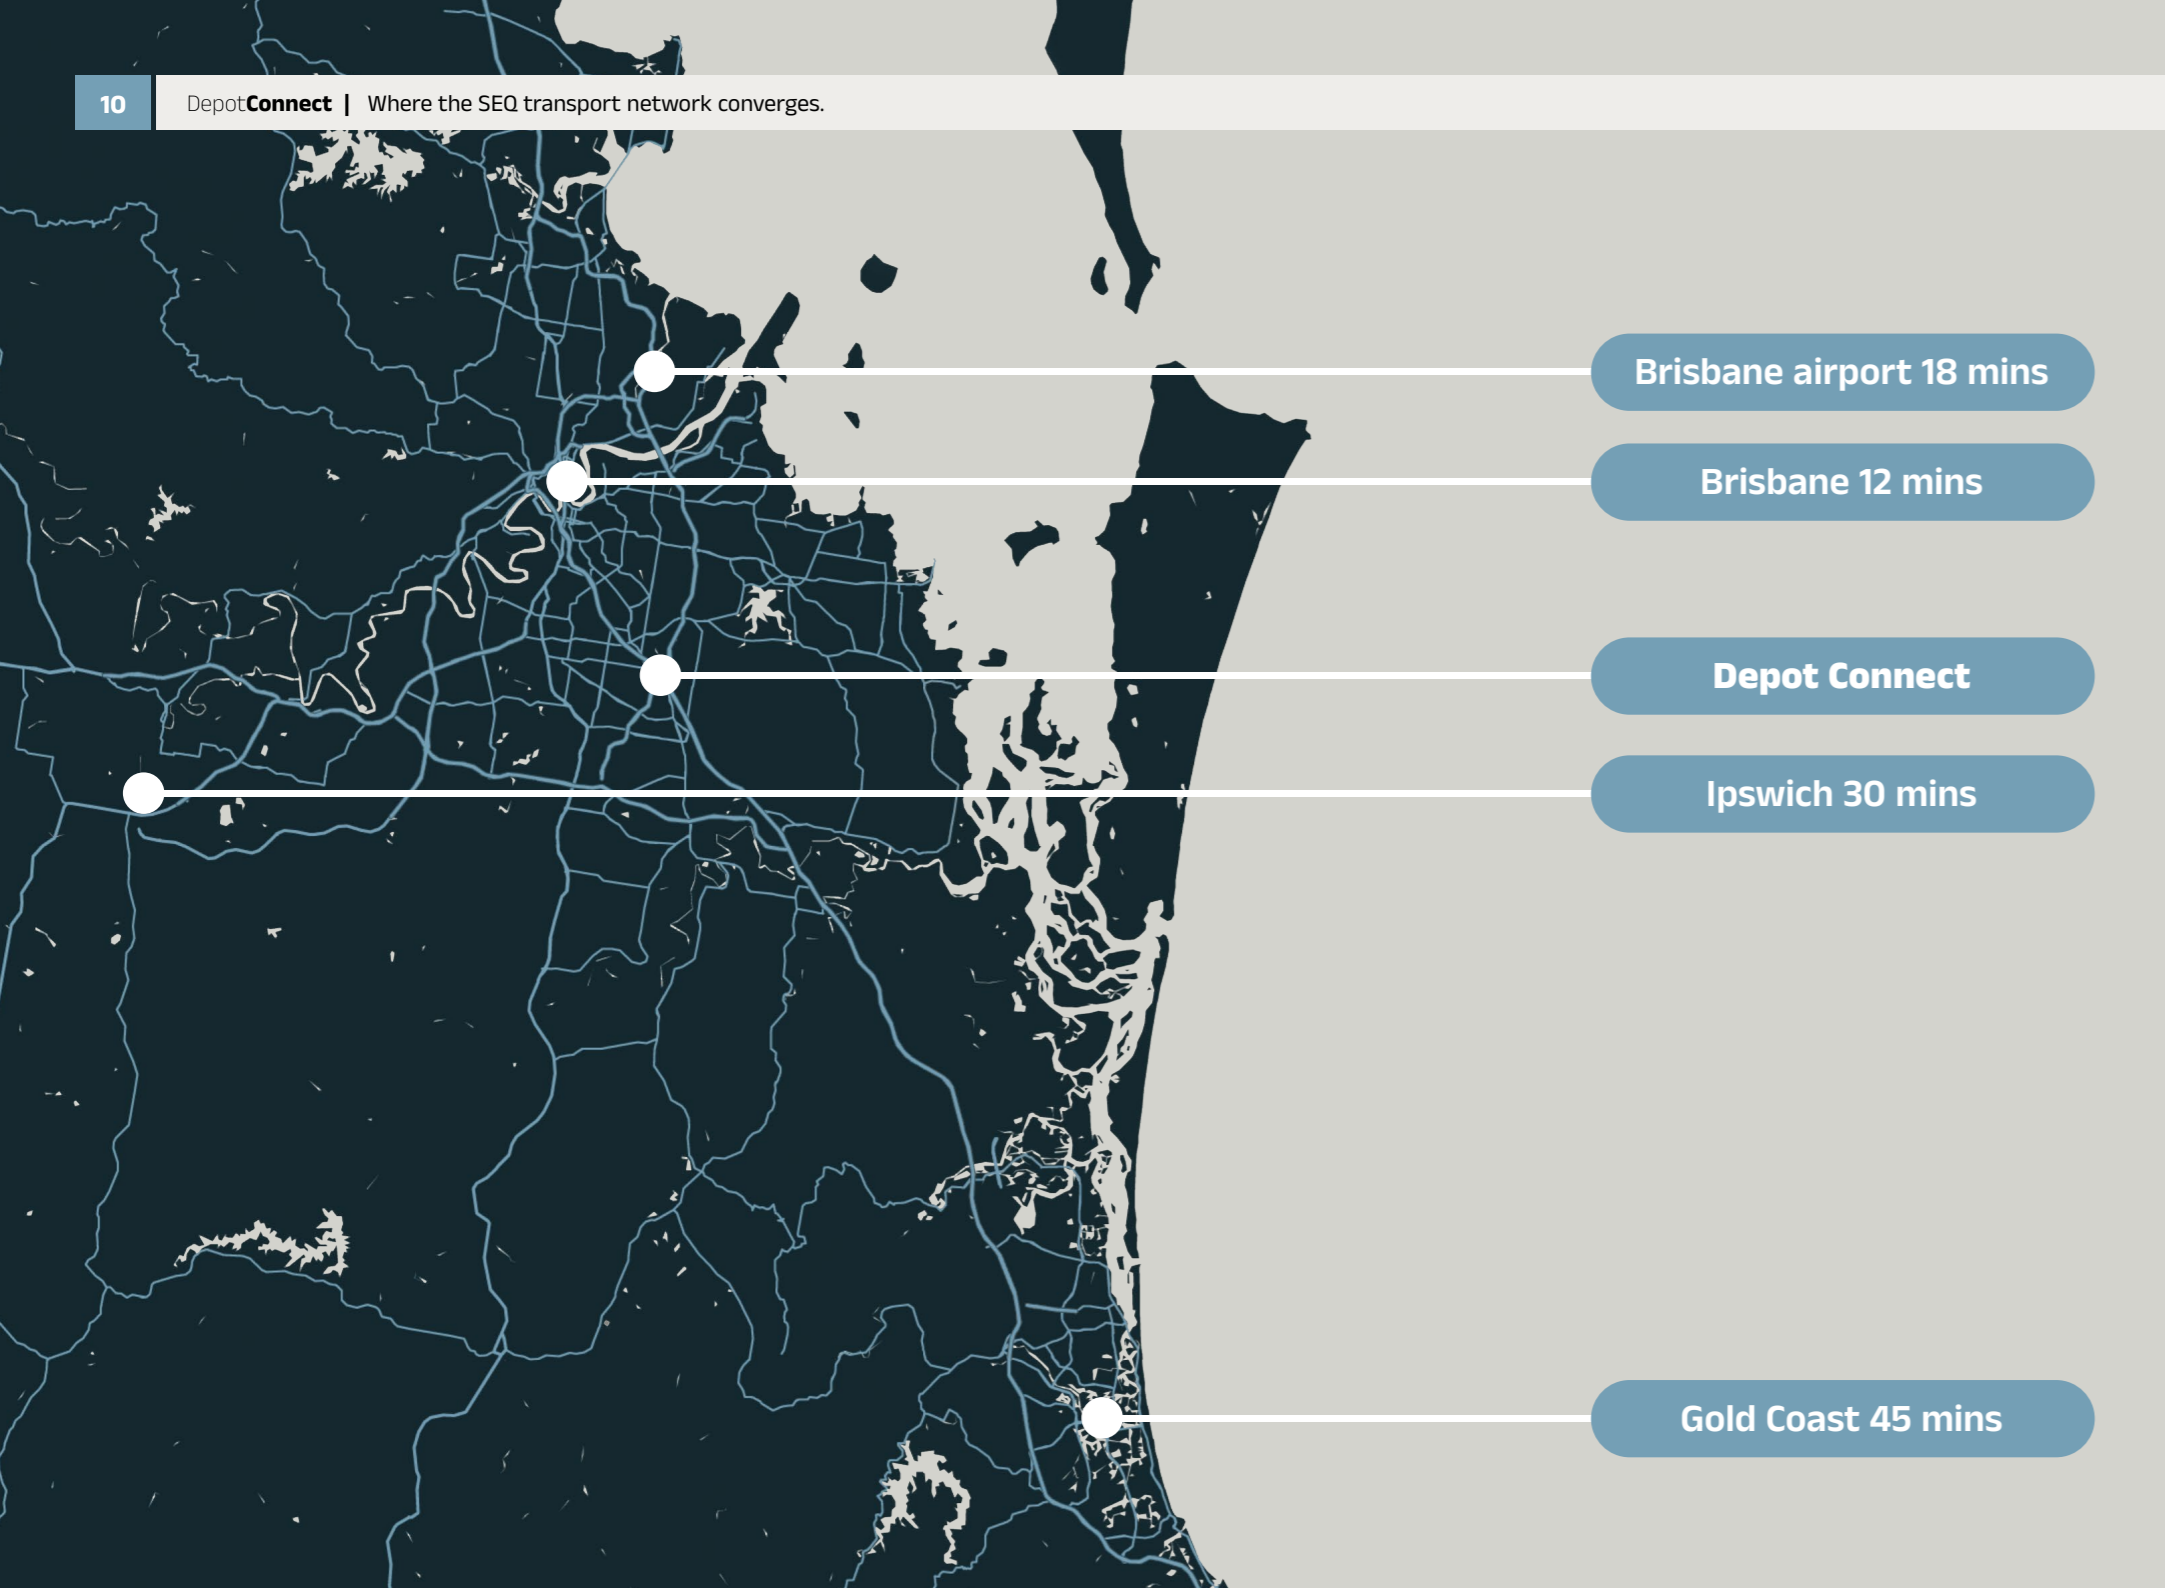 10
DepotConnect | Where the SEQ transport network converges.
Brisbane airport 18 mins
Brisbane 12 mins
Depot Connect
Ipswich 30 mins
Gold Coast 45 mins